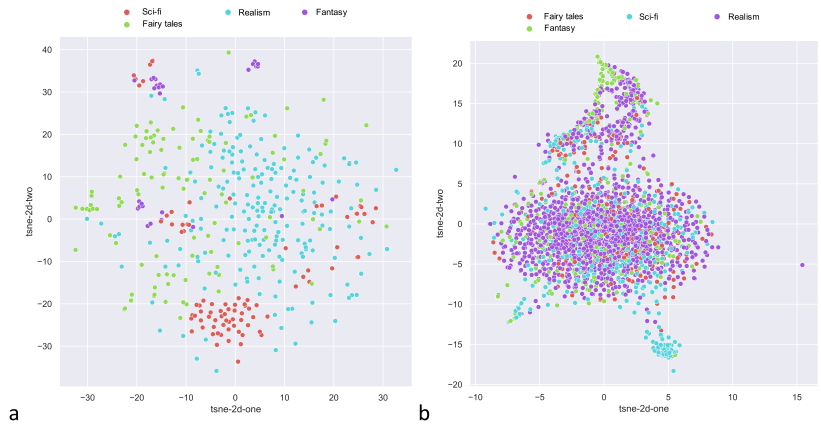 Sci-fi Realism Fantasy
Fairy tales
40
30
20
10
0
−10
−20
−30
tsne-2d-two
−30 −20 −10 0 10 20 30
tsne-2d-one
a
Fairy tales Sci-fi Realism
Fantasy
20
15
10
5
0
−5
−10
−15
−20
tsne-2d-two
−10 −5 0 5 10 15
tsne-2d-one
b